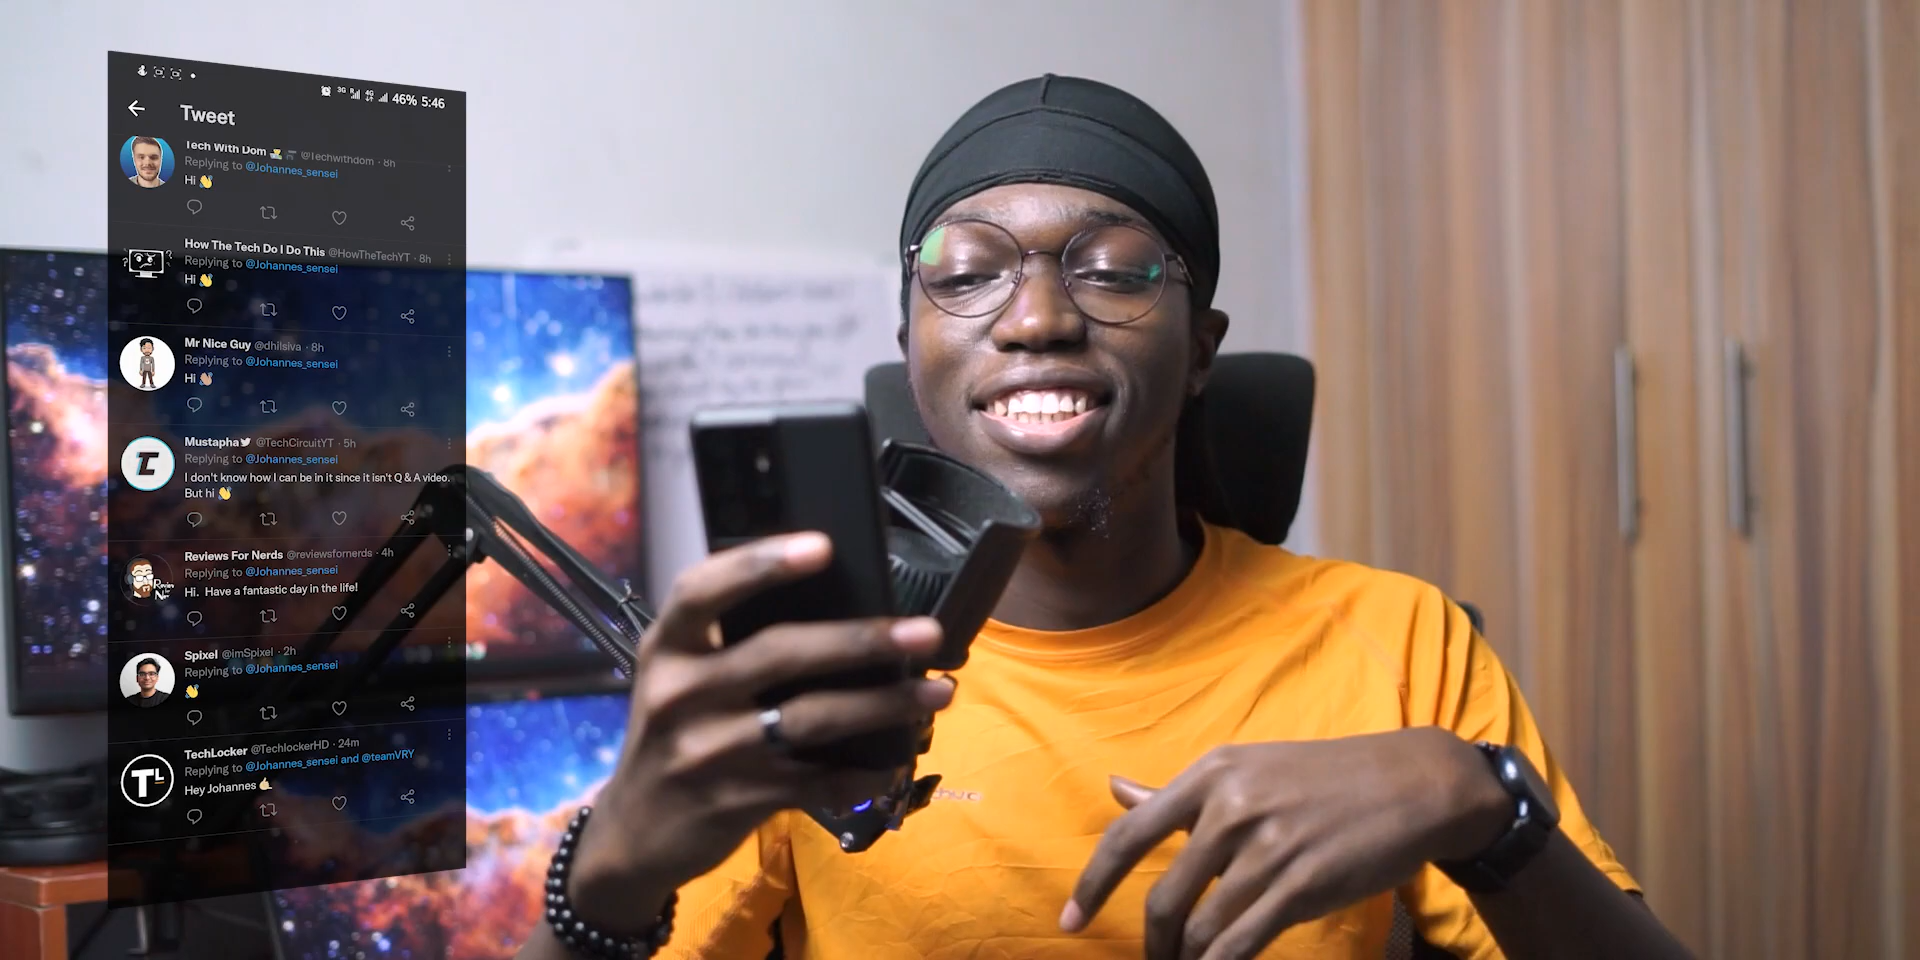 3G R 4G 46% 5:46
Tweet
Tech With Dom @Techwithdom · 8h
Replying to @Johannes_sensei
Hi 👋
How The Tech Do I Do This @HowTheTechYT · 8h
Replying to @Johannes_sensei
Hi 👋
Mr Nice Guy @dhilsiva · 8h
Replying to @Johannes_sensei
Hi 👋🏽
Mustapha @TechCircuitYT · 5h
Replying to @Johannes_sensei
I don't know how I can be in it since it isn't Q & A video.
But hi 👋
Reviews For Nerds @reviewsfornerds · 4h
Replying to @Johannes_sensei
Hi. Have a fantastic day in the life!
Spixel @imSpixel · 2h
Replying to @Johannes_sensei
👋
TechLocker @TechlockerHD · 24m
TL
Replying to @Johannes_sensei and @teamVRY
Hey Johannes 🤙🏼